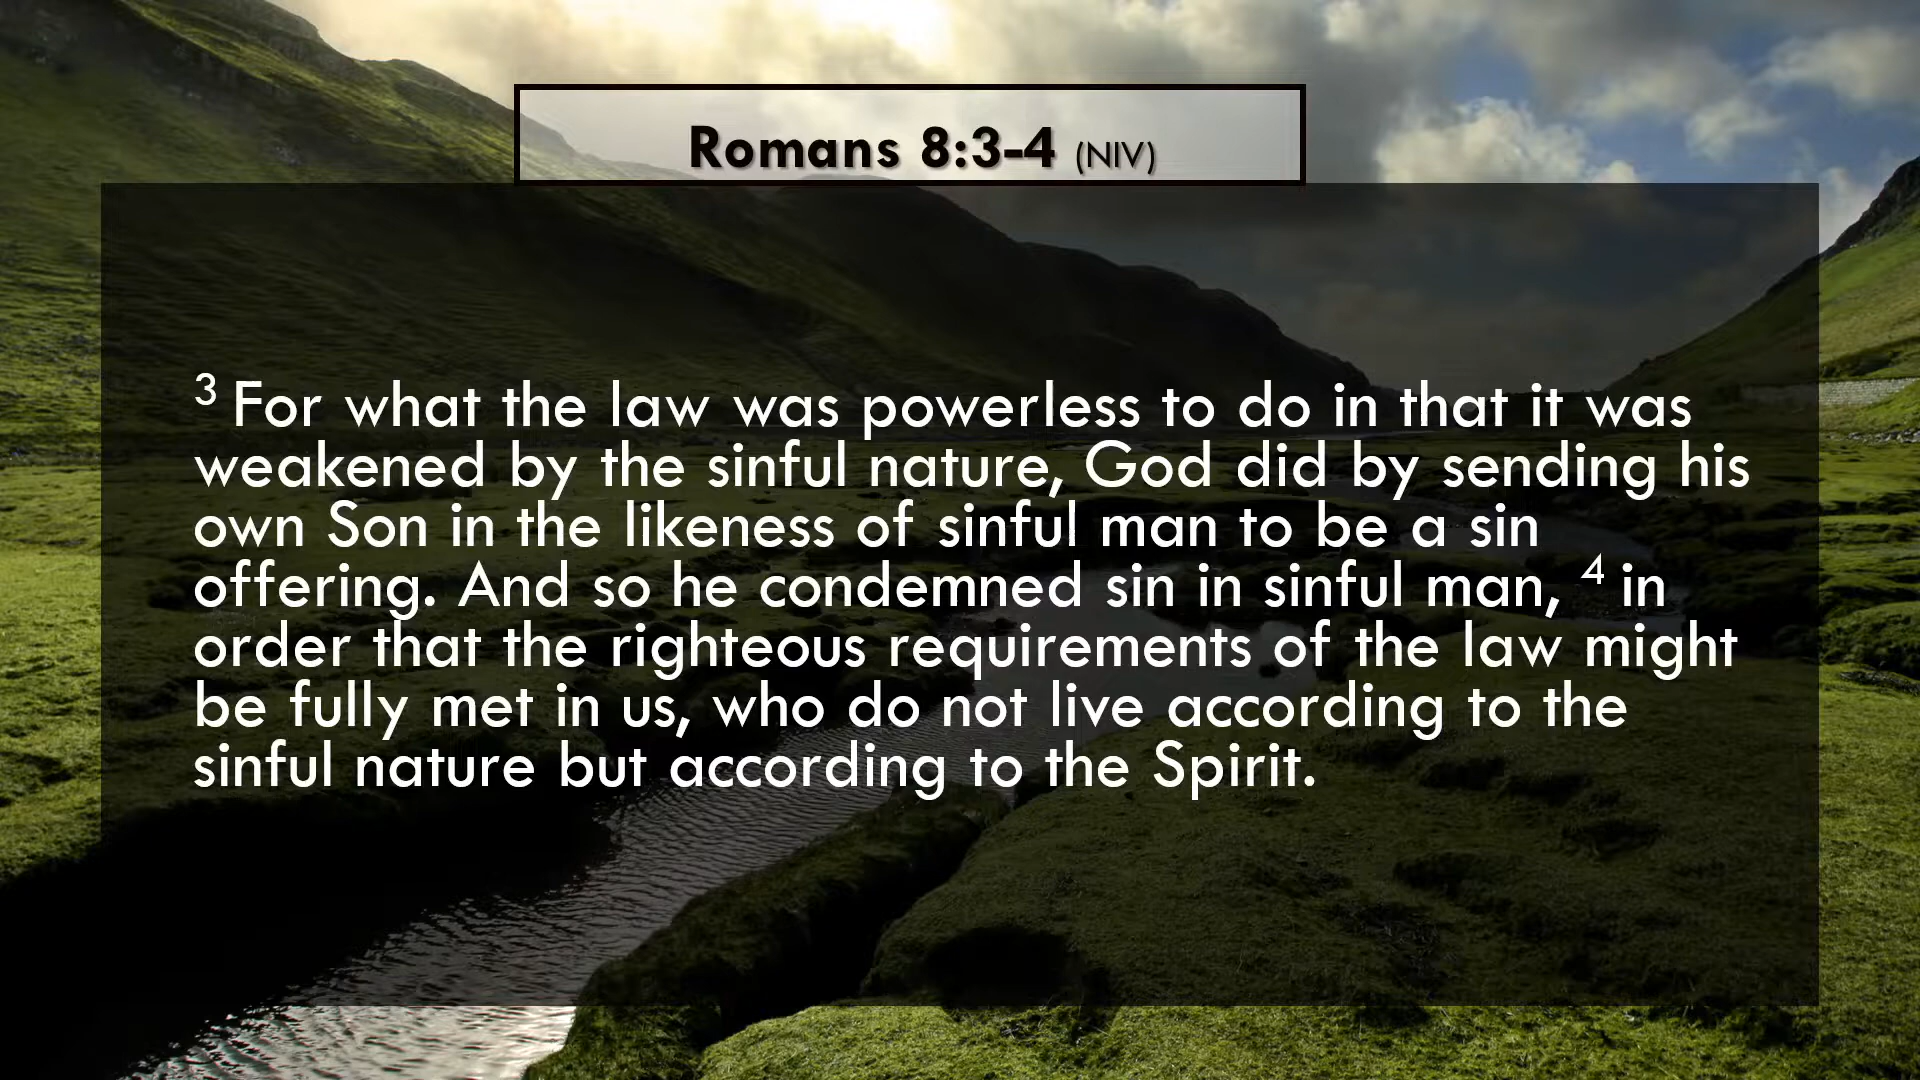 Romans 8:3-4 (NIV)
3 For what the law was powerless to do in that it was
weakened by the sinful nature, God did by sending his
own Son in the likeness of sinful man to be a sin
offering. And so he condemned sin in sinful man, 4 in
order that the righteous requirements of the law might
be fully met in us, who do not live according to the
sinful nature but according to the Spirit.